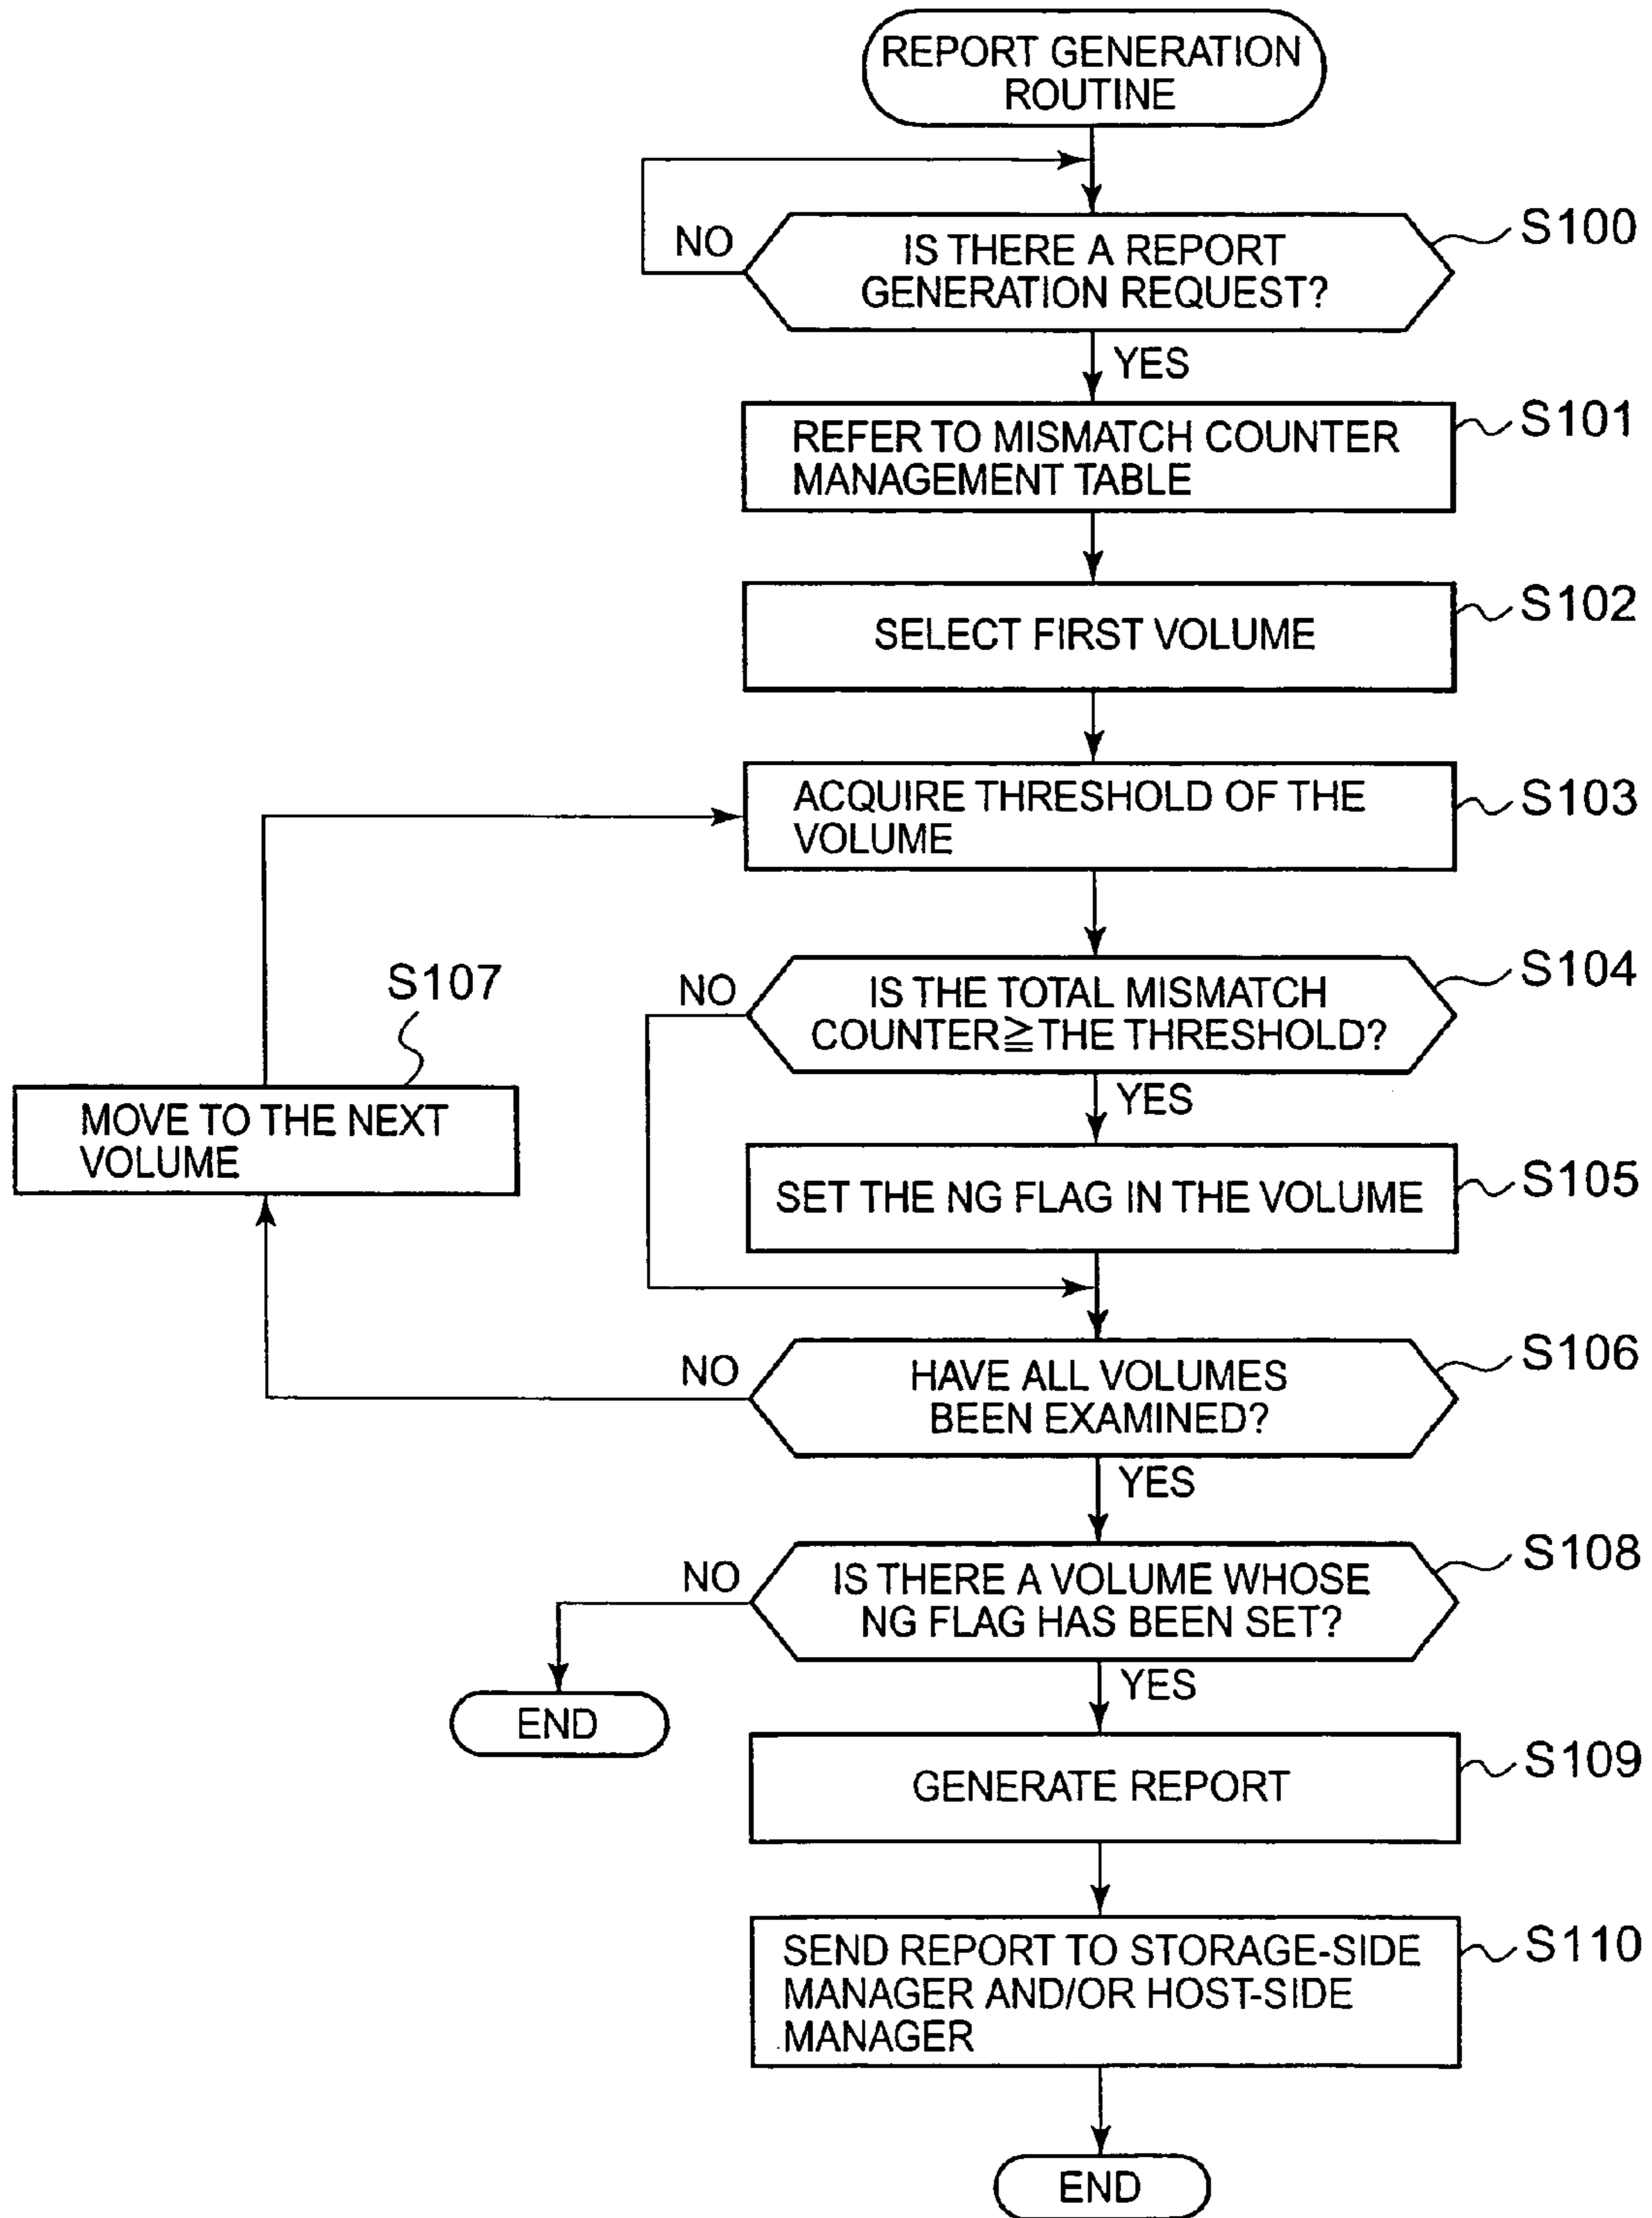 REPORT GENERATION
ROUTINE
NO
IS THERE A REPORT
GENERATION REQUEST?
S100
YES
REFER TO MISMATCH COUNTER
MANAGEMENT TABLE
S101
SELECT FIRST VOLUME
S102
ACQUIRE THRESHOLD OF THE
VOLUME
S103
S107
MOVE TO THE NEXT
VOLUME
NO
IS THE TOTAL MISMATCH
COUNTER≧THE THRESHOLD?
S104
YES
SET THE NG FLAG IN THE VOLUME
S105
NO
HAVE ALL VOLUMES
BEEN EXAMINED?
S106
YES
NO
IS THERE A VOLUME WHOSE
NG FLAG HAS BEEN SET?
S108
END
YES
GENERATE REPORT
S109
SEND REPORT TO STORAGE-SIDE
MANAGER AND/OR HOST-SIDE
MANAGER
S110
END